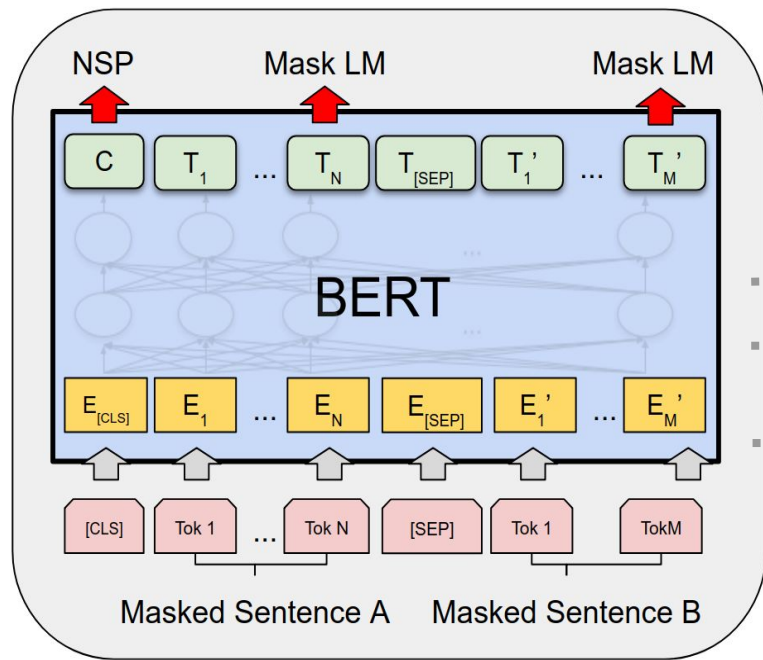 NSP Mask LM Mask LM
C T1 ... TN T[SEP] T1' ... TM'
...
BERT
...
E[CLS] E1 ... EN E[SEP] E1' ... EM'
[CLS] Tok 1 ... Tok N [SEP] Tok 1 TokM
Masked Sentence A Masked Sentence B